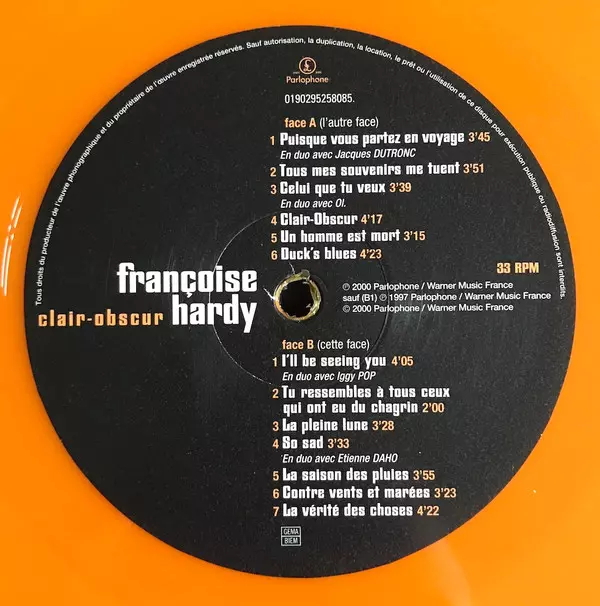 Tous droits du producteur de l'œuvre phonographique et du propriétaire de l'œuvre enregistrée réservés. Sauf autorisation, la duplication, la location, le prêt ou l'utilisation de ce disque pour exécution publique ou radiodiffusion sont interdits.
Parlophone
0190295258085.
face A (l'autre face)
1 Puisque vous partez en voyage 3'45
En duo avec Jacques DUTRONC
2 Tous mes souvenirs me tuent 3'51
3 Celui que tu veux 3'39
En duo avec Ol.
4 Clair-Obscur 4'17
5 Un homme est mort 3'15
6 Duck's blues 4'23
françoise
hardy
clair-obscur
33 RPM
℗ 2000 Parlophone / Warner Music France
sauf (B1) ℗ 1997 Parlophone / Warner Music France
© 2000 Parlophone / Warner Music France
face B (cette face)
1 I'll be seeing you 4'05
En duo avec Iggy POP
2 Tu ressembles à tous ceux
qui ont eu du chagrin 2'00
3 La pleine lune 3'28
4 So sad 3'33
En duo avec Etienne DAHO
5 La saison des pluies 3'55
6 Contre vents et marées 3'23
7 La vérité des choses 4'22
GEMA
BIEM